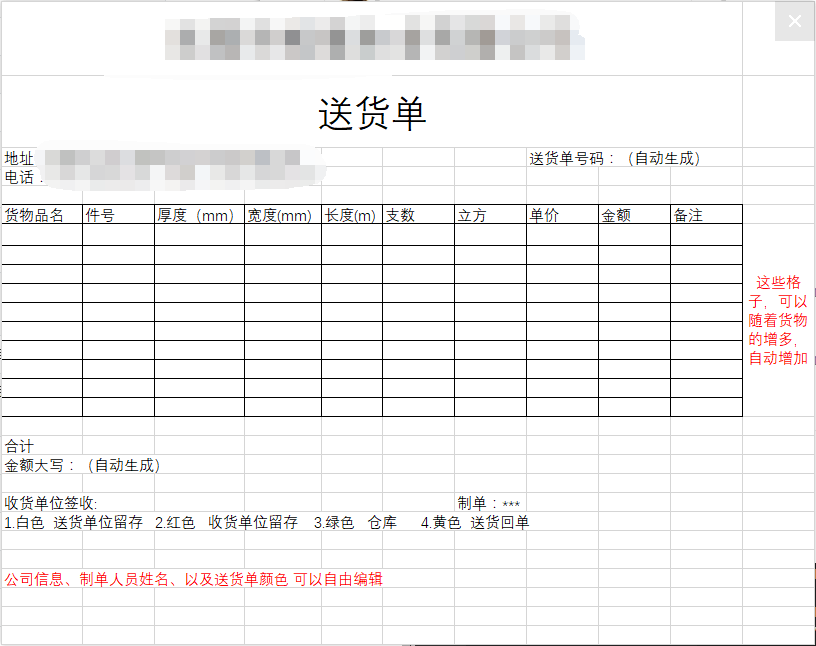 送货单
地址
送货单号码：（自动生成）
电话：
货物品名 件号 厚度（mm） 宽度(mm) 长度(m) 支数 立方 单价 金额 备注
这些格
子，可以
随着货物
的增多，
自动增加
合计
金额大写：（自动生成）
收货单位签收: 制单：***
1.白色 送货单位留存 2.红色 收货单位留存 3.绿色 仓库 4.黄色 送货回单
公司信息、制单人员姓名、以及送货单颜色 可以自由编辑